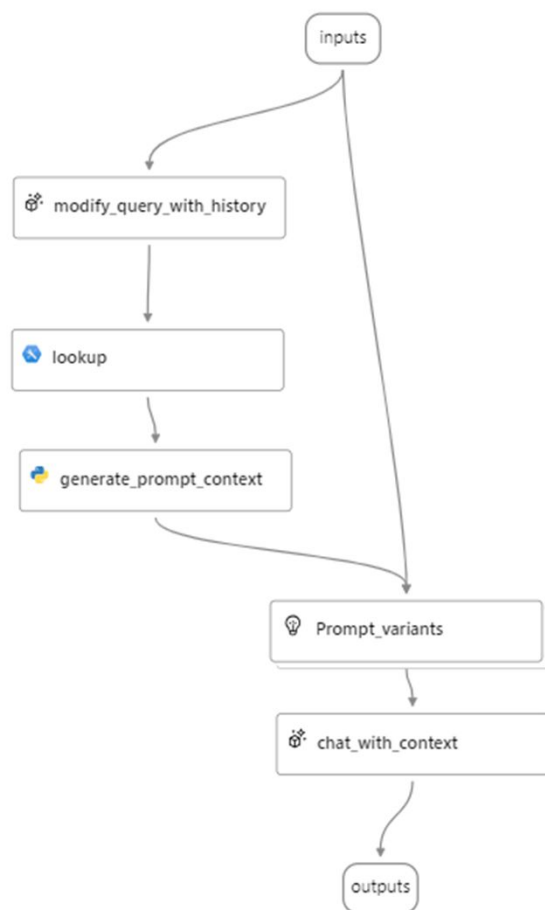 inputs
modify_query_with_history
lookup
generate_prompt_context
Prompt_variants
chat_with_context
outputs